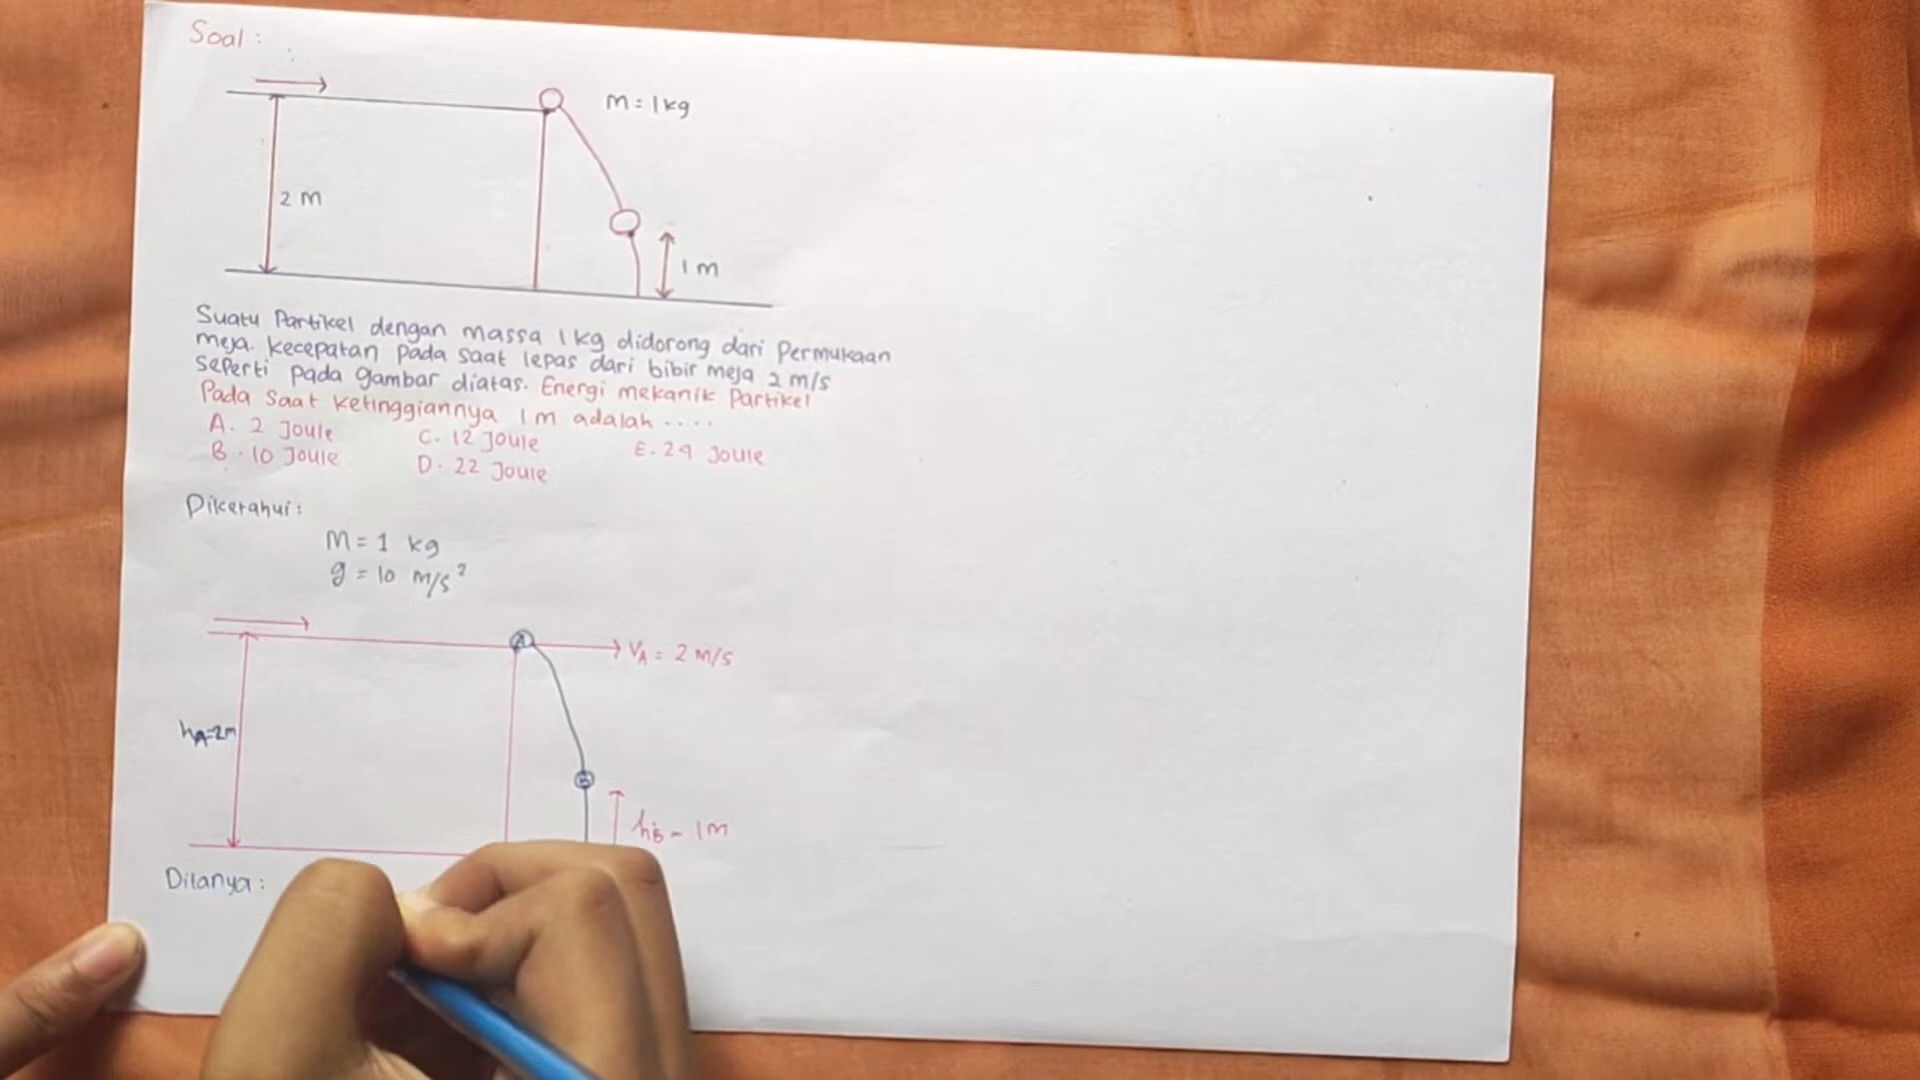 Soal :
m = 1 kg
2 m
1 m
Suatu Partikel dengan massa 1 kg didorong dari Permukaan
meja. kecepatan pada saat lepas dari bibir meja 2 m/s
seperti pada gambar diatas. Energi mekanik Partikel
Pada saat ketinggiannya 1 m adalah ....
A. 2 Joule C. 12 Joule E. 24 Joule
B. 10 Joule D. 22 Joule
Diketahui :
M = 1 kg
g = 10 m/s²
A
VA = 2 m/s
hA=2m
B
hB = 1m
Ditanya :